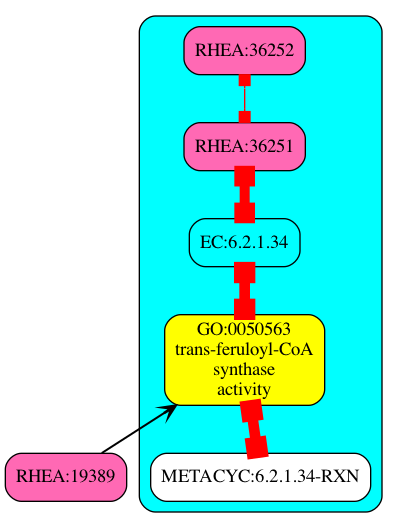 RHEA:36252
RHEA:36251
EC:6.2.1.34
GO:0050563
trans-feruloyl-CoA
synthase
activity
RHEA:19389
METACYC:6.2.1.34-RXN